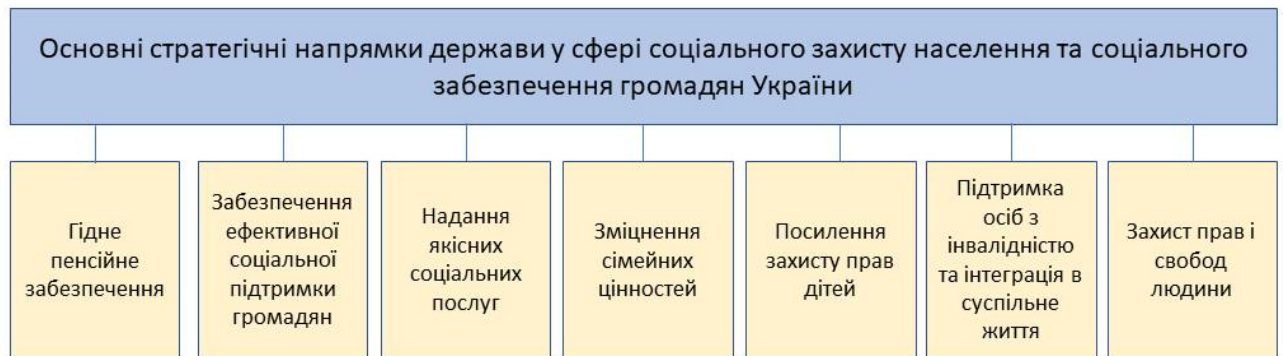 Основні стратегічні напрямки держави у сфері соціального захисту населення та соціального
забезпечення громадян України
Гідне
пенсійне
забезпечення
Забезпечення
ефективної
соціальної
підтримки
громадян
Надання
якісних
соціальних
послуг
Зміцнення
сімейних
цінностей
Посилення
захисту прав
дітей
Підтримка
осіб з
інвалідністю
та інтеграція в
суспільне
життя
Захист прав і
свобод
людини